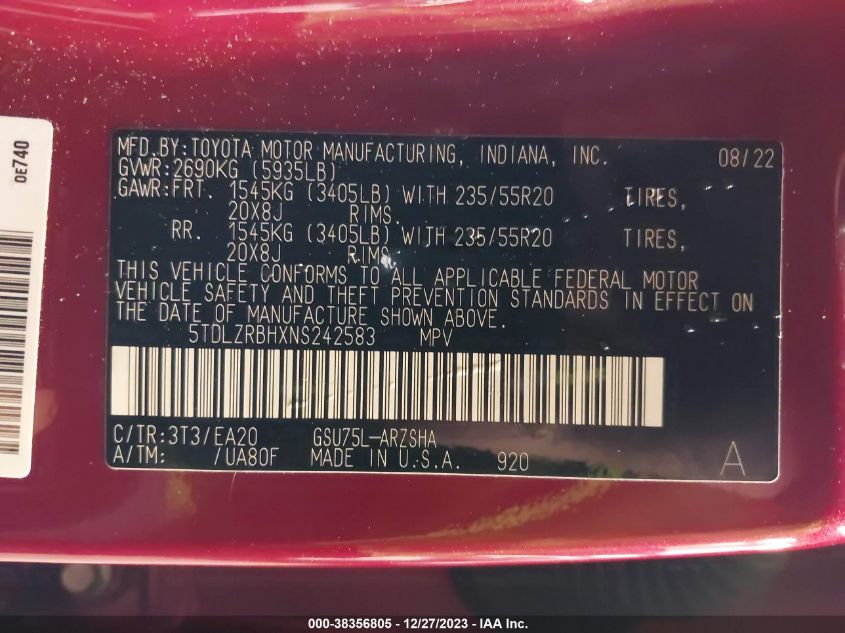 OE740
MFD.BY:TOYOTA MOTOR MANUFACTURING, INDIANA, INC. 08/22
GVWR:2690KG (5935LB)
GAWR:FRT. 1545KG (3405LB) WITH 235/55R20 TIRES,
20X8J RIMS.
RR. 1545KG (3405LB) WITH 235/55R20 TIRES,
20X8J RIMS
THIS VEHICLE CONFORMS TO ALL APPLICABLE FEDERAL MOTOR
VEHICLE SAFETY AND THEFT PREVENTION STANDARDS IN EFFECT ON
THE DATE OF MANUFACTURE SHOWN ABOVE.
5TDLZRBHXNS242583 MPV
C/TR:3T3/EA20 GSU75L-ARZSHA
A/TM: /UA80F MADE IN U.S.A. 920 A
000-38356805 - 12/27/2023 - IAA Inc.